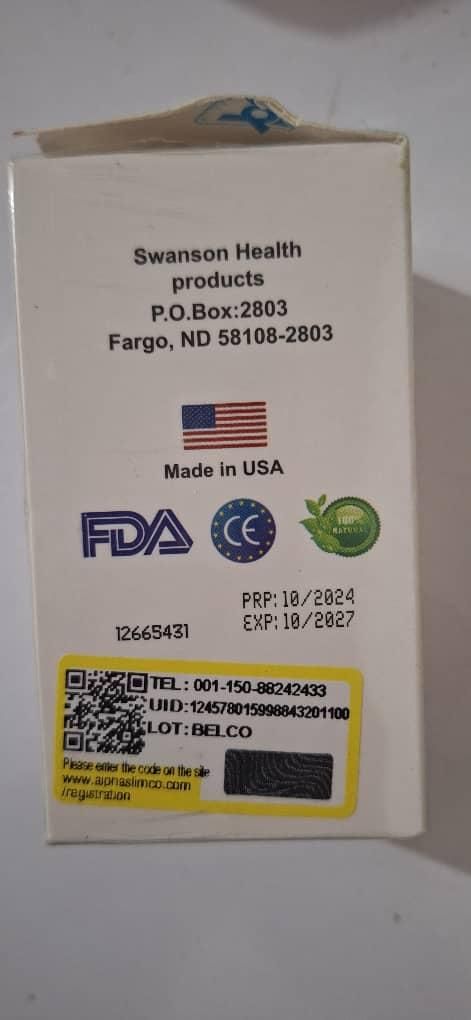 Swanson Health
products
P.O.Box:2803
Fargo, ND 58108-2803
Made in USA
FDA
CE
100%
NATURAL
PRP:10/2024
EXP:10/2027
12665431
TEL: 001-150-88242433
UID:124578015998843201100
LOT:BELCO
Please enter the code on the site
www.alphaslimco.com
/registration